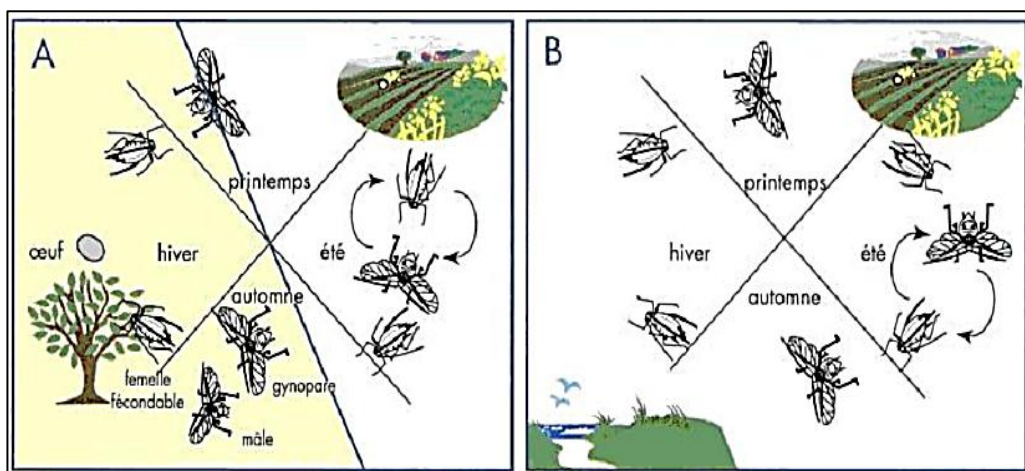 A
printemps
œuf
hiver
été
automne
femelle
fécondable
gynopare
mâle
B
printemps
hiver
été
automne